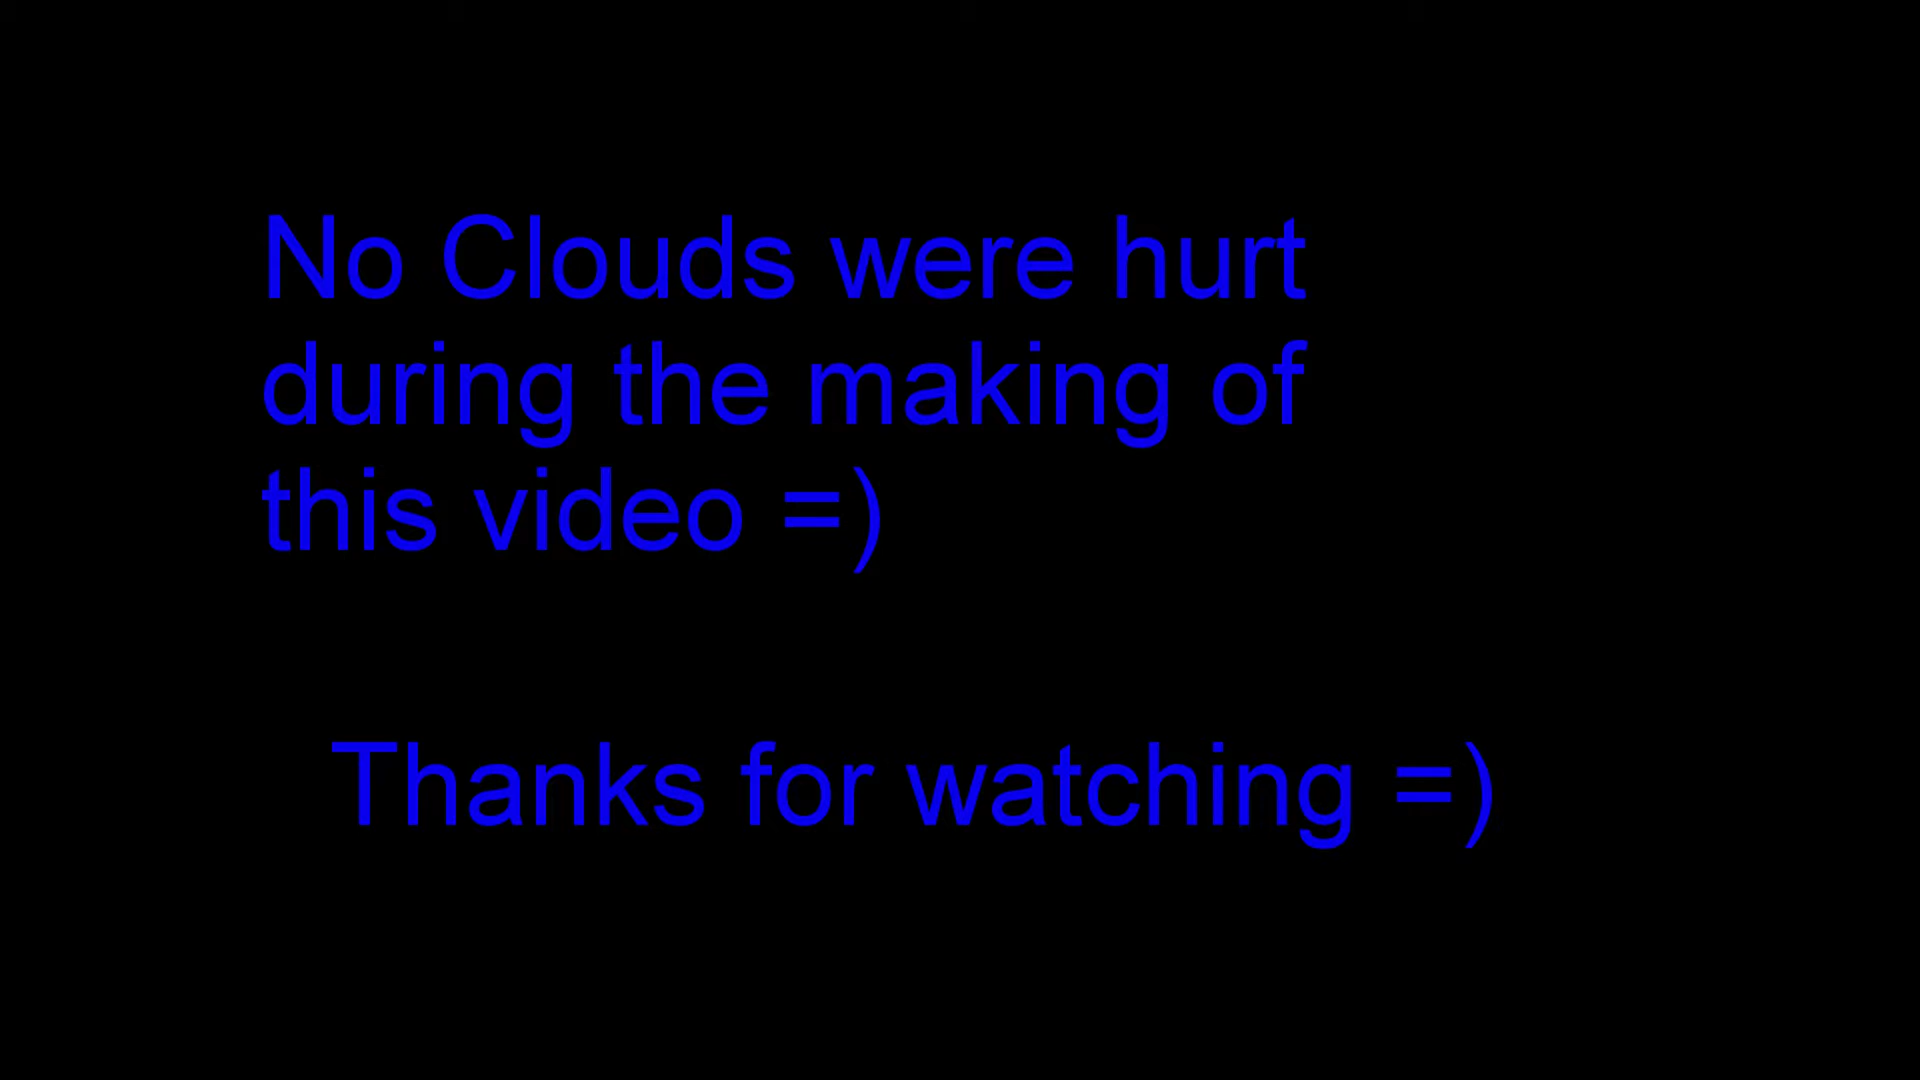 No Clouds were hurt
during the making of
this video =)
Thanks for watching =)